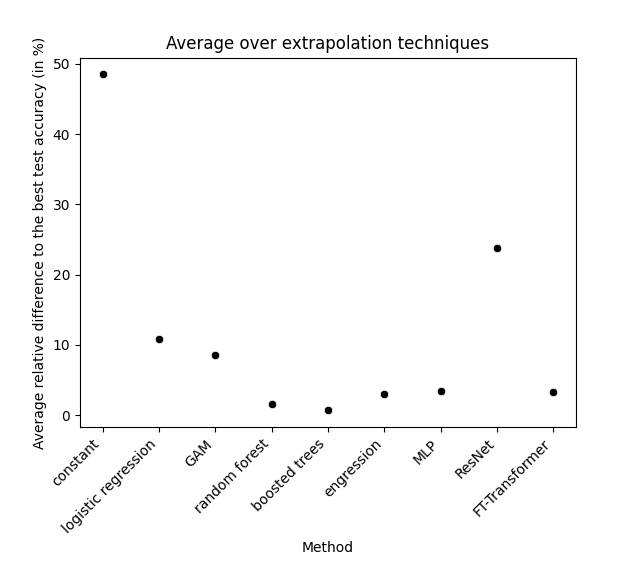 Average over extrapolation techniques
Average relative difference to the best test accuracy (in %)
50
40
30
20
10
0
constant
logistic regression
GAM
random forest
boosted trees
engression
MLP
ResNet
FT-Transformer
Method